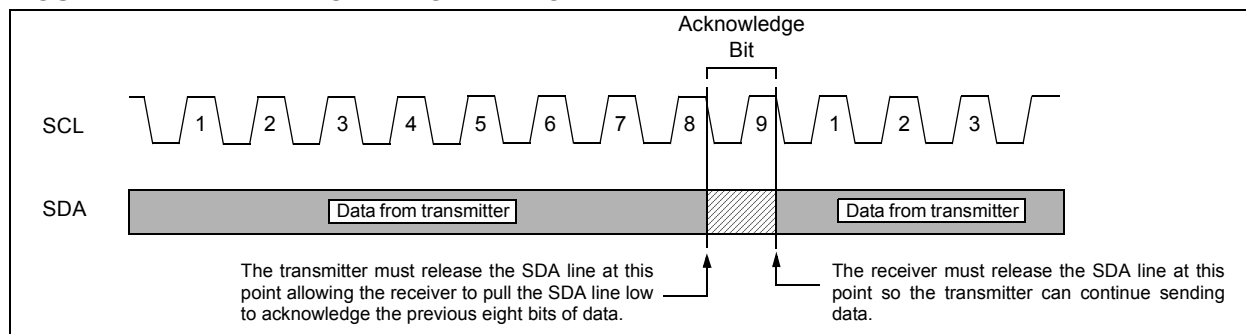 Acknowledge
Bit
SCL
1 2 3 4 5 6 7 8 9 1 2 3
SDA
Data from transmitter
Data from transmitter
The transmitter must release the SDA line at this
point allowing the receiver to pull the SDA line low
to acknowledge the previous eight bits of data.
The receiver must release the SDA line at this
point so the transmitter can continue sending
data.